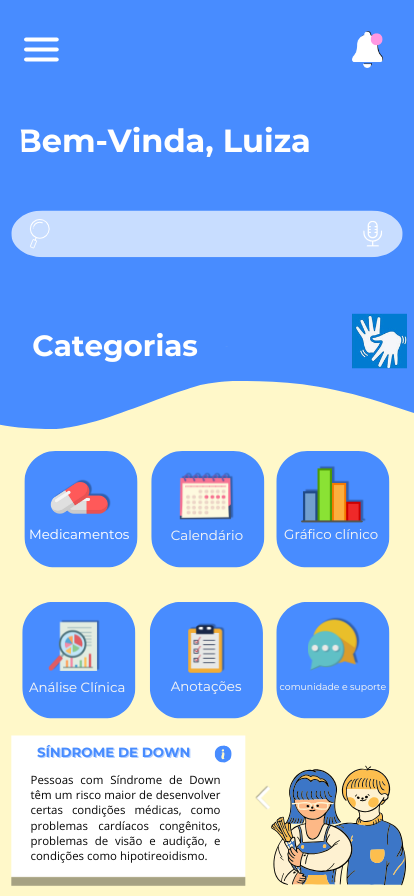 Bem-Vinda, Luiza
Categorias
Medicamentos
Calendário
Gráfico clínico
Análise Clínica
Anotações
comunidade e suporte
SÍNDROME DE DOWN
Pessoas com Síndrome de Down
têm um risco maior de desenvolver
certas condições médicas, como
problemas cardíacos congênitos,
problemas de visão e audição, e
condições como hipotireoidismo.